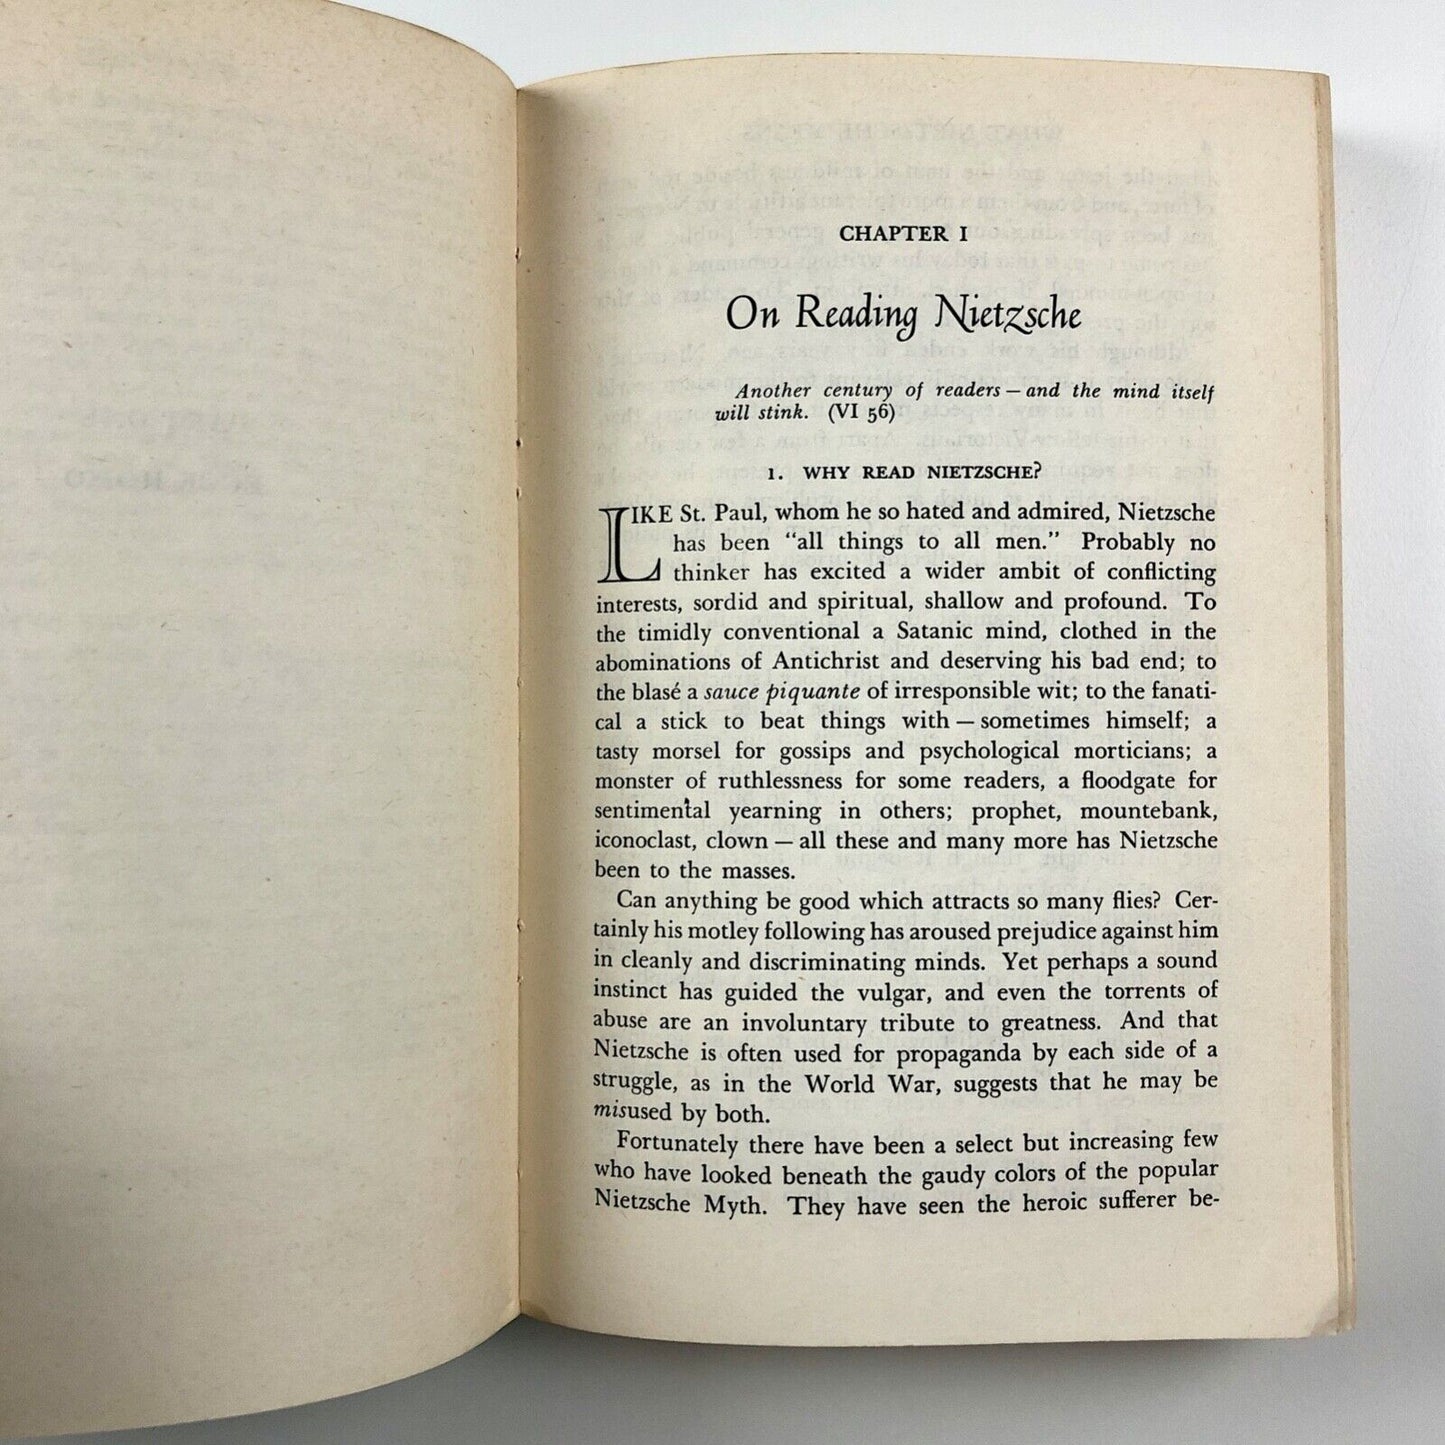 CHAPTER I
On Reading Nietzsche
Another century of readers — and the mind itself
will stink. (VI 56)
1. WHY READ NIETZSCHE?
LIKE St. Paul, whom he so hated and admired, Nietzsche
has been "all things to all men." Probably no
thinker has excited a wider ambit of conflicting
interests, sordid and spiritual, shallow and profound. To
the timidly conventional a Satanic mind, clothed in the
abominations of Antichrist and deserving his bad end; to
the blasé a sauce piquante of irresponsible wit; to the fanati-
cal a stick to beat things with — sometimes himself; a
tasty morsel for gossips and psychological morticians; a
monster of ruthlessness for some readers, a floodgate for
sentimental yearning in others; prophet, mountebank,
iconoclast, clown — all these and many more has Nietzsche
been to the masses.
Can anything be good which attracts so many flies? Cer-
tainly his motley following has aroused prejudice against him
in cleanly and discriminating minds. Yet perhaps a sound
instinct has guided the vulgar, and even the torrents of
abuse are an involuntary tribute to greatness. And that
Nietzsche is often used for propaganda by each side of a
struggle, as in the World War, suggests that he may be
misused by both.
Fortunately there have been a select but increasing few
who have looked beneath the gaudy colors of the popular
Nietzsche Myth. They have seen the heroic sufferer be-